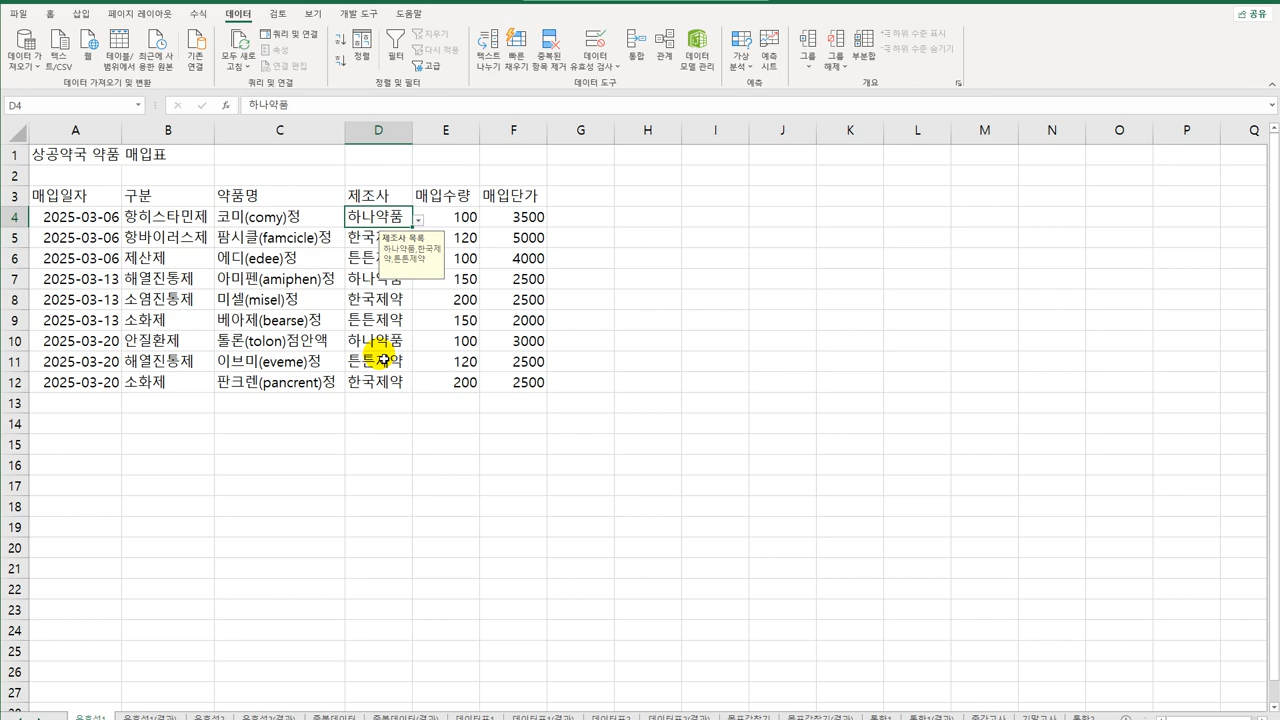 파일 삽입 페이지 레이아웃 수식 데이터 검토 보기 개발 도구 도움말 공유
데이터 가져오기 텍스트/CSV 웹 테이블/범위에서 최근에 사용한 원본 기존 연결
모두 새로 고침 쿼리 및 연결 속성 연결 편집
정렬 필터 지우기 다시 적용 고급
텍스트 나누기 빠른 채우기 중복된 항목 제거 데이터 유효성 검사 통합 관계 데이터 모델 관리
가상 분석 예측 시트
그룹 그룹 해제 부분합 하위 수준 표시 하위 수준 숨기기
데이터 가져오기 및 변환 쿼리 및 연결 정렬 및 필터 데이터 도구 예측 개요
D4 fx 하나약품
A B C D E F G H I J K L M N O P Q
1 상공약국 약품 매입표
2
3 매입일자 구분 약품명 제조사 매입수량 매입단가
4 2025-03-06 항히스타민제 코미(comy)정 하나약품 100 3500
5 2025-03-06 항바이러스제 팜시클(famcicle)정 120 5000
6 2025-03-06 제산제 에디(edee)정 100 4000
7 2025-03-13 해열진통제 아미펜(amiphen)정 하나약품 150 2500
8 2025-03-13 소염진통제 미셀(misel)정 한국제약 200 2500
9 2025-03-13 소화제 베아제(bearse)정 튼튼제약 150 2000
10 2025-03-20 안질환제 톨론(tolon)점안액 하나약품 100 3000
11 2025-03-20 해열진통제 이브미(eveme)정 튼튼제약 120 2500
12 2025-03-20 소화제 판크렌(pancrent)정 한국제약 200 2500
제조사 목록
하나약품,한국제
약,튼튼제약
13
14
15
16
17
18
19
20
21
22
23
24
25
26
27